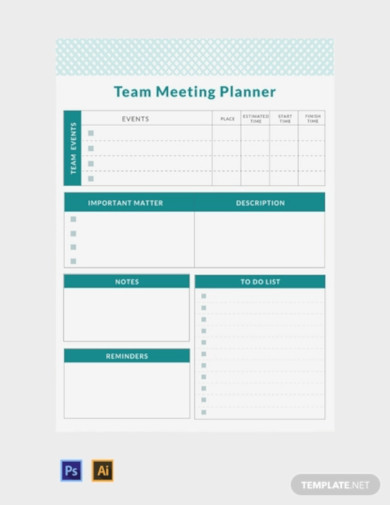 Team Meeting Planner
TEAM EVENTS
EVENTS PLACE ESTIMATED TIME START TIME FINISH TIME
IMPORTANT MATTER DESCRIPTION
NOTES TO DO LIST
REMINDERS
Ps Ai
TEMPLATE.NET